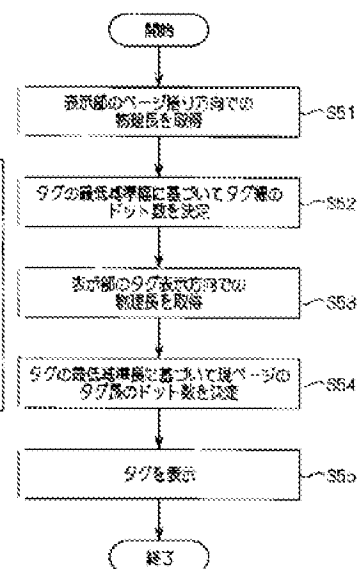 開始
表示部のページ捲り方向での
物理長を取得
S51
タグの最低基準幅に基づいてタグ幅の
ドット数を決定
S52
表示部のタグ表示方向での
物理長を取得
S53
タグの最低基準長に基づいて現ページの
タグ長のドット数を決定
S54
タグを表示
S55
終了